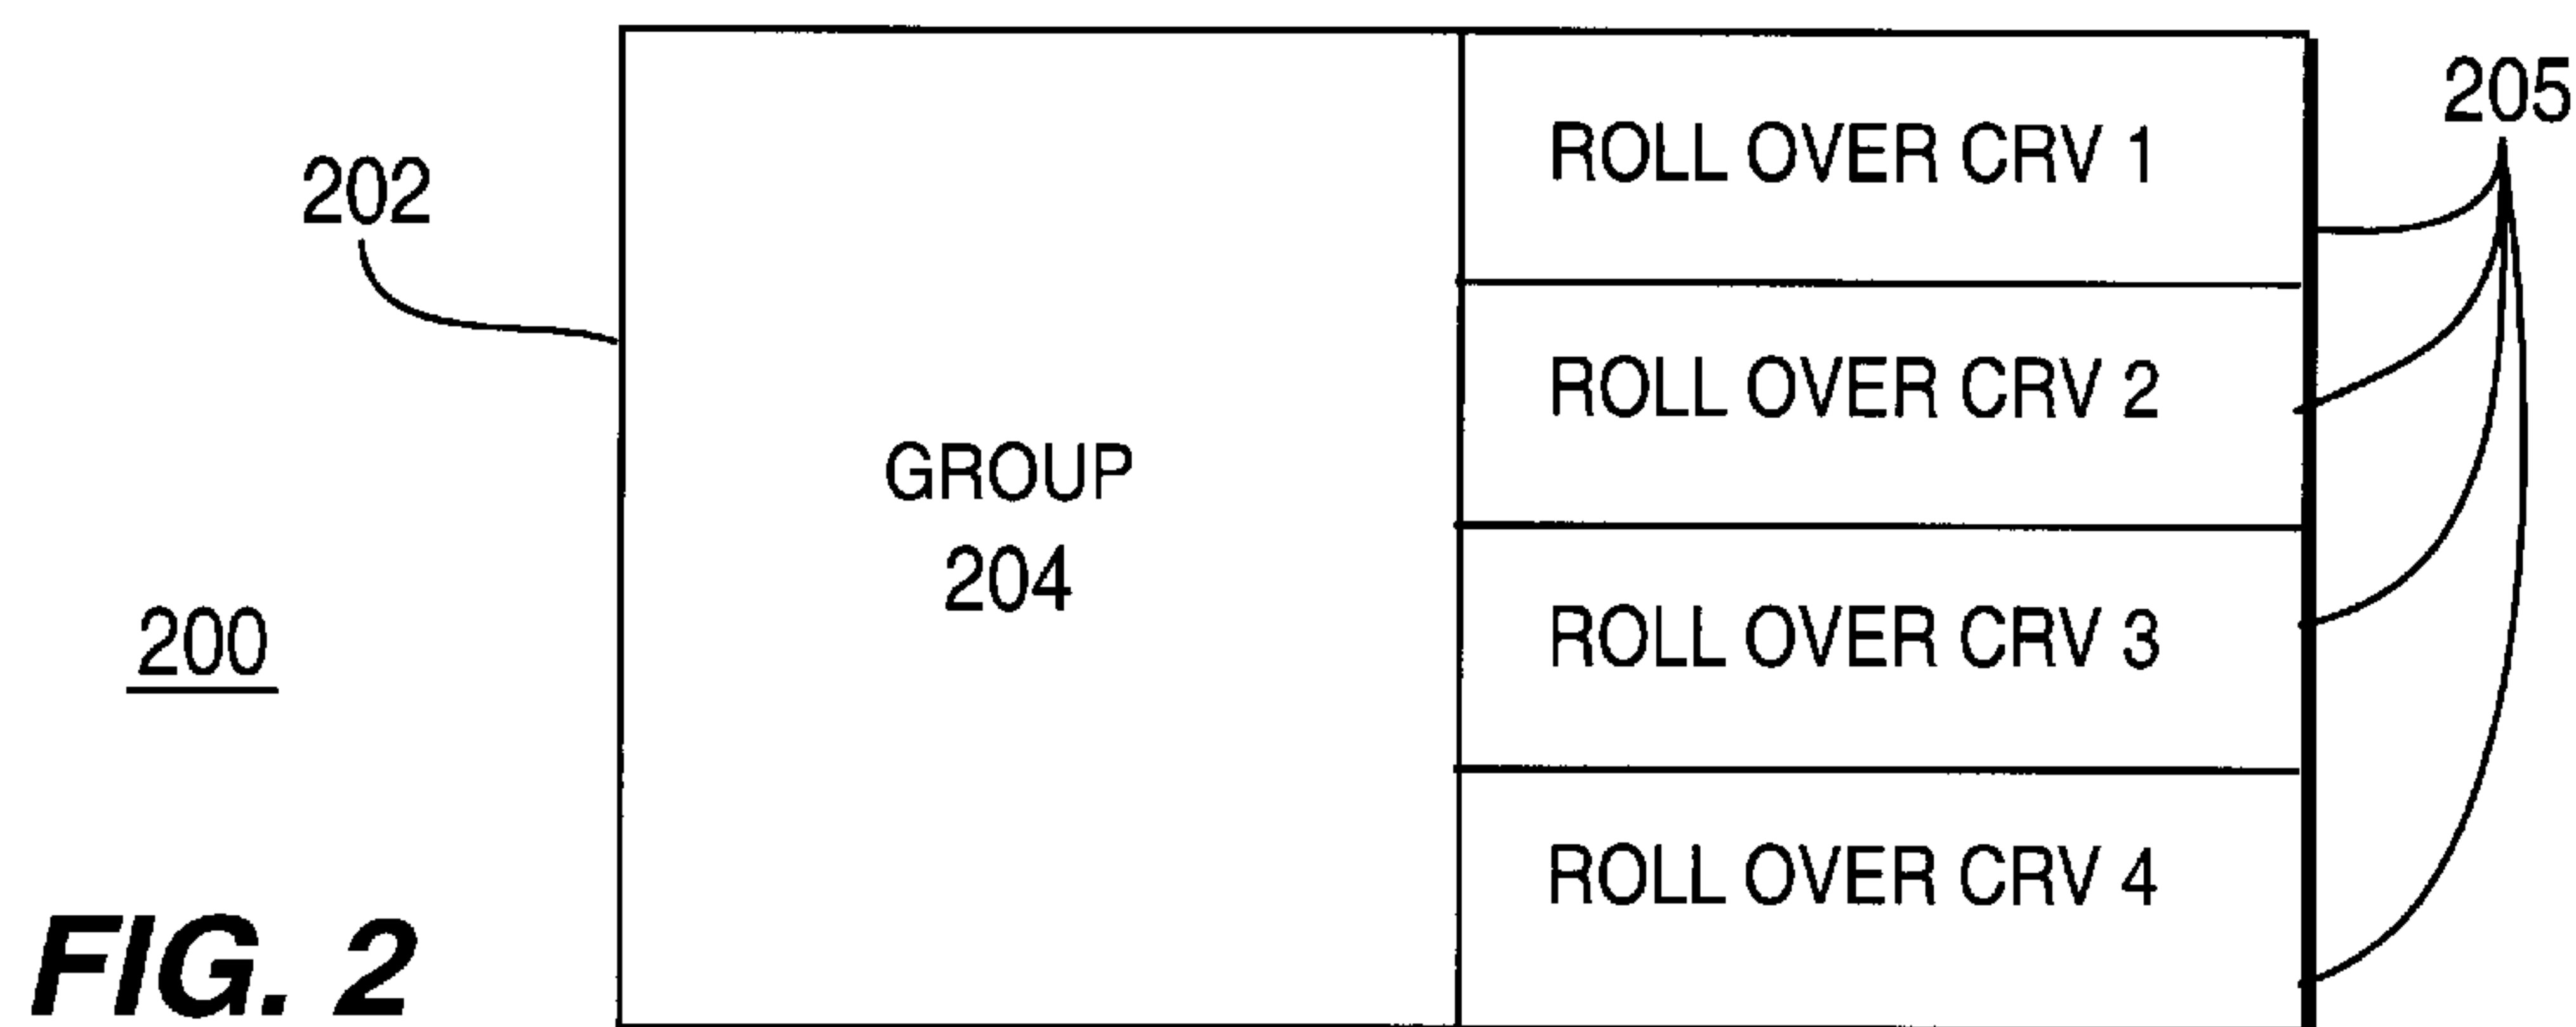 205
ROLL OVER CRV 1
202
ROLL OVER CRV 2
GROUP
204
ROLL OVER CRV 3
200
ROLL OVER CRV 4
FIG. 2